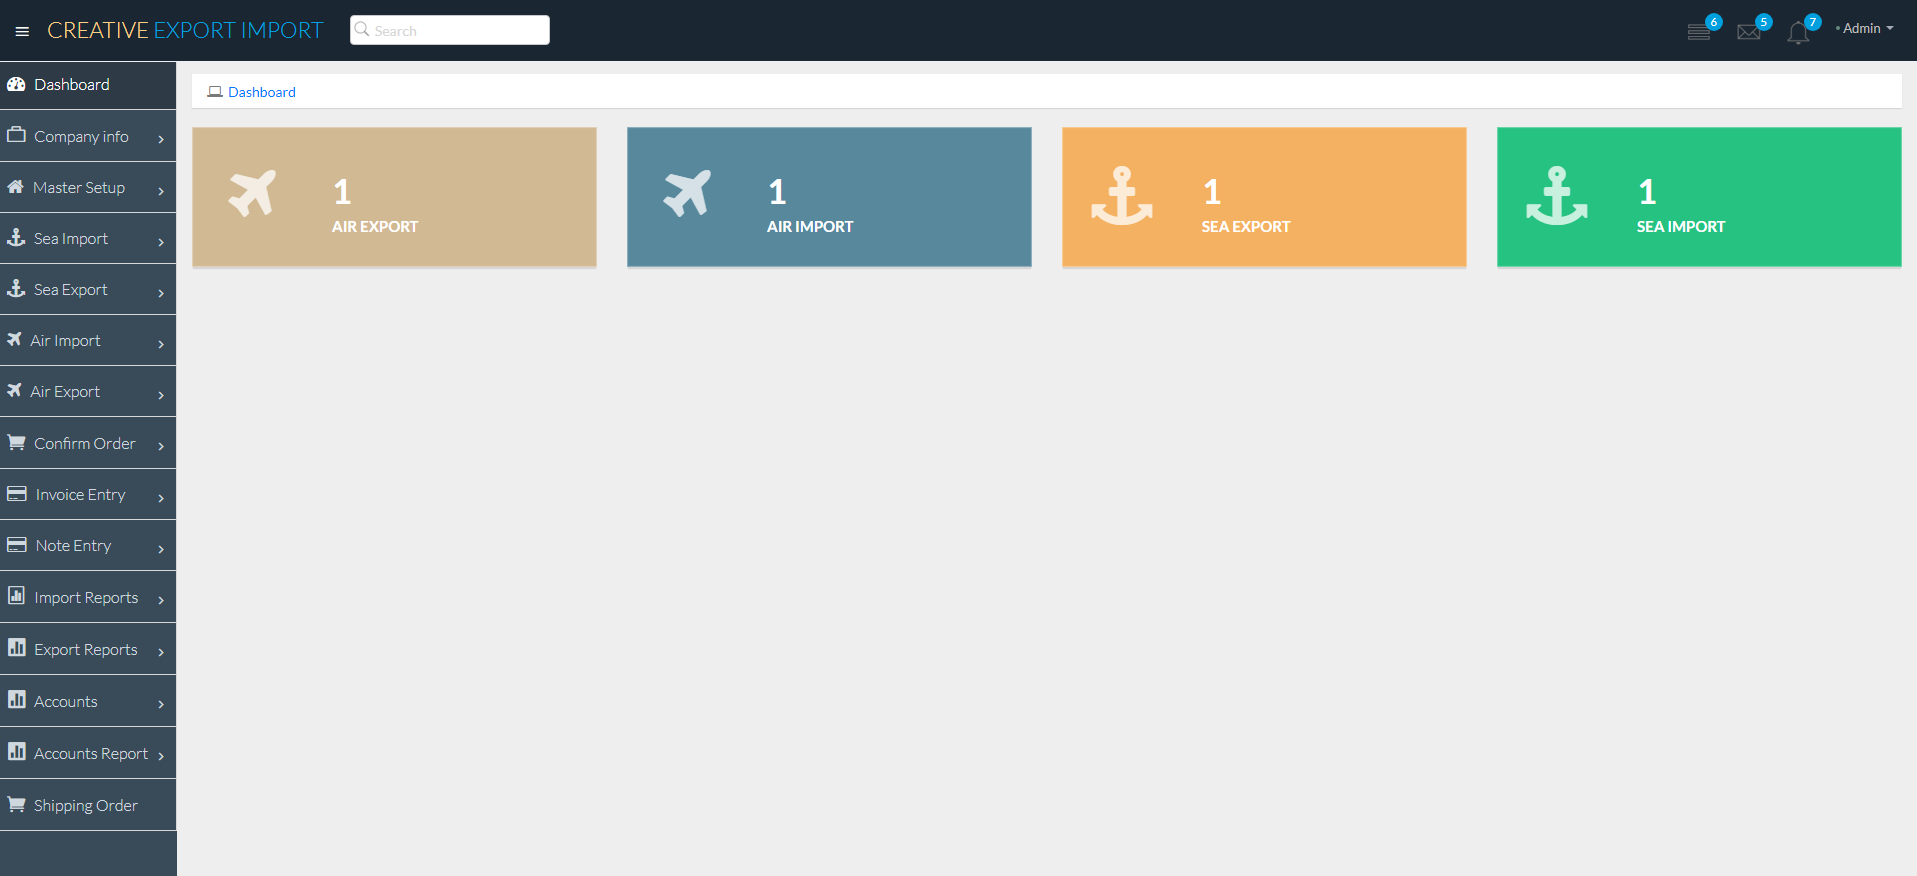 CREATIVE EXPORT IMPORT
Search
6
5
7
Admin
Dashboard
Company info
Master Setup
Sea Import
Sea Export
Air Import
Air Export
Confirm Order
Invoice Entry
Note Entry
Import Reports
Export Reports
Accounts
Accounts Report
Shipping Order
Dashboard
1
AIR EXPORT
1
AIR IMPORT
1
SEA EXPORT
1
SEA IMPORT